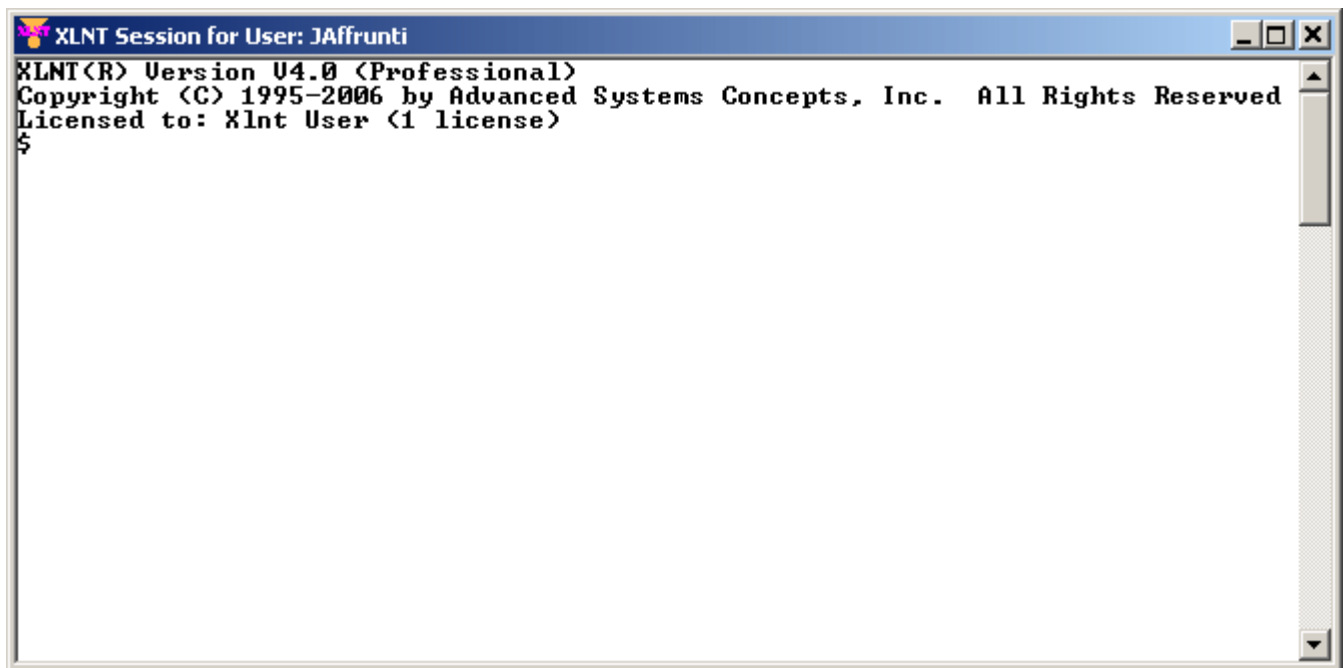 XLNT Session for User: JAffrunti
XLNT(R) Version V4.0 (Professional)
Copyright (C) 1995-2006 by Advanced Systems Concepts, Inc.  All Rights Reserved
Licensed to: Xlnt User (1 license)
$